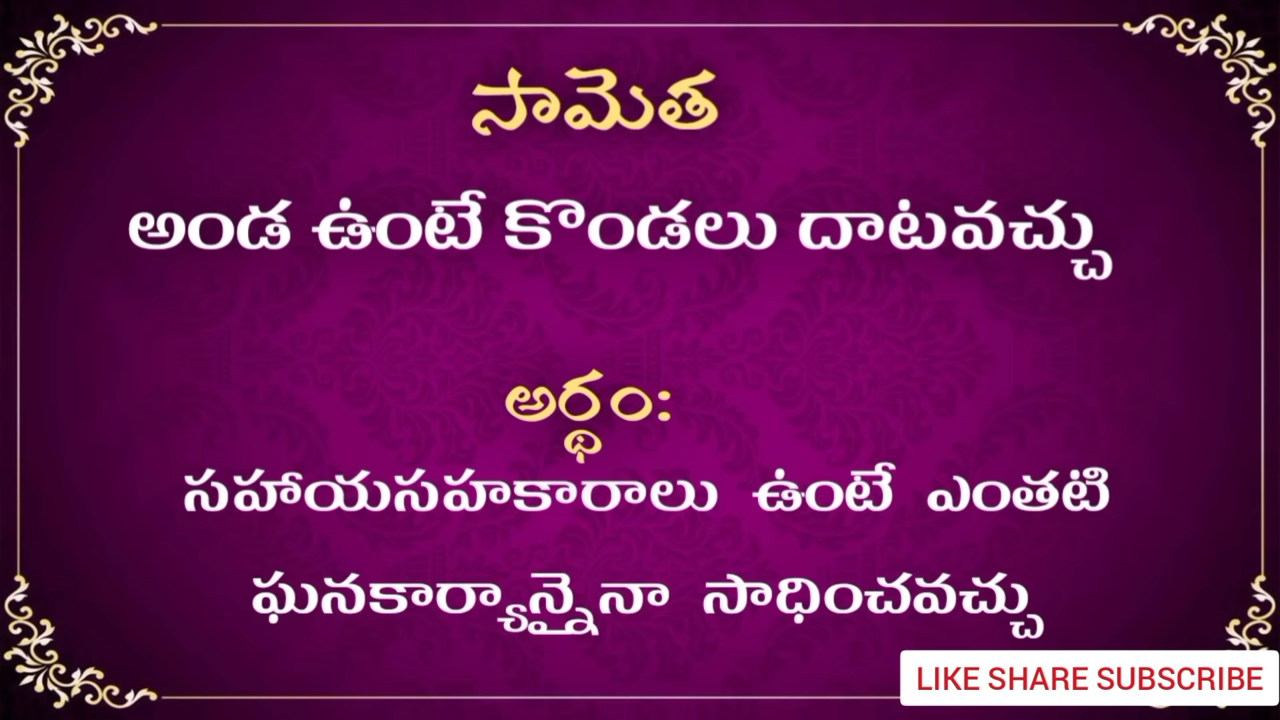 సామెత
అండ ఉంటే కొండలు దాటవచ్చు
అర్థం:
సహాయసహకారాలు ఉంటే ఎంతటి
ఘనకార్యాన్నైనా సాధించవచ్చు
LIKE SHARE SUBSCRIBE